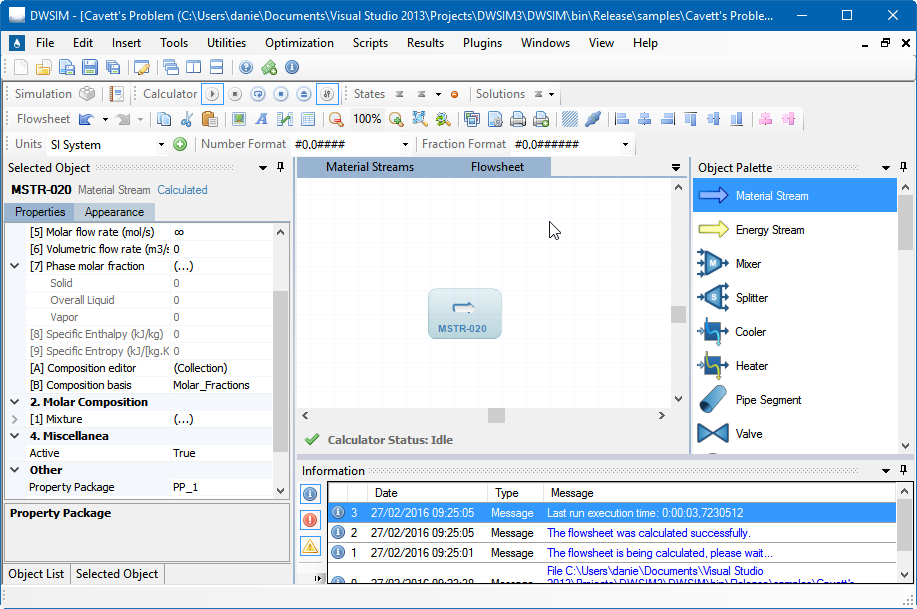 DWSIM - [Cavett's Problem (C:\Users\danie\Documents\Visual Studio 2013\Projects\DWSIM3\DWSIM\bin\Release\samples\Cavett's Proble...
File Edit Insert Tools Utilities Optimization Scripts Results Plugins Windows View Help
Simulation Calculator States Solutions
Flowsheet 100%
Units SI System Number Format #0.0#### Fraction Format #0.0######
Selected Object
MSTR-020 Material Stream Calculated
Properties Appearance
[5] Molar flow rate (mol/s) ∞
[6] Volumetric flow rate (m3/s 0
[7] Phase molar fraction (...)
Solid 0
Overall Liquid 0
Vapor 0
[8] Specific Enthalpy (kJ/kg) 0
[9] Specific Entropy (kJ/[kg.K 0
[A] Composition editor (Collection)
[B] Composition basis Molar_Fractions
2. Molar Composition
[1] Mixture (...)
4. Miscellanea
Active True
Other
Property Package PP_1
Property Package
Object List Selected Object
Material Streams Flowsheet
MSTR-020
Calculator Status: Idle
Object Palette
Material Stream
Energy Stream
Mixer
Splitter
Cooler
Heater
Pipe Segment
Valve
Information
Date Type Message
3 27/02/2016 09:25:05 Message Last run execution time: 0:00:03,7230512
2 27/02/2016 09:25:05 Message The flowsheet was calculated successfully.
1 27/02/2016 09:25:01 Message The flowsheet is being calculated, please wait...
File C:\Users\danie\Documents\Visual Studio
0 27/02/2016 09:22:38 Message 2013\Projects\DWSIM3\DWSIM\bin\Release\samples\Cavett's